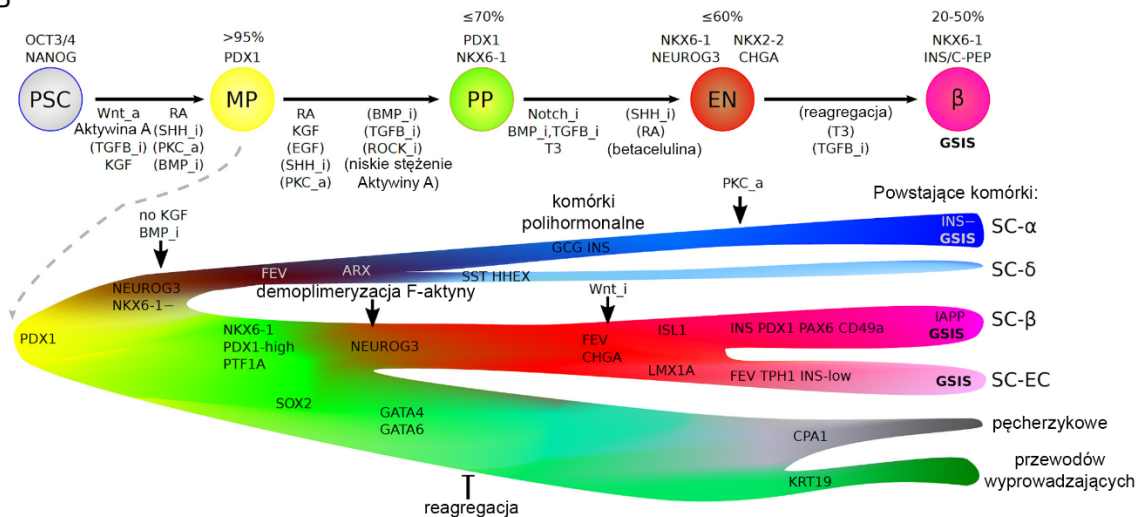 B
OCT3/4
NANOG
PSC
Wnt_a
Aktywina A
(TGFB_i)
KGF
RA
(SHH_i)
(PKC_a)
(BMP_i)
>95%
PDX1
MP
RA
KGF
(EGF)
(SHH_i)
(PKC_a)
(BMP_i)
(TGFB_i)
(ROCK_i)
(niskie stężenie
Aktywiny A)
≤70%
PDX1
NKX6-1
PP
Notch_i
BMP_i,TGFB_i
T3
(SHH_i)
(RA)
(betacelulina)
≤60%
NKX6-1
NEUROG3
NKX2-2
CHGA
EN
(reagregacja)
(T3)
(TGFB_i)
20-50%
NKX6-1
INS/C-PEP
β
GSIS
no KGF
BMP_i
komórki
polihormonalne
PKC_a
Powstające komórki:
INS−
GSIS
SC-α
GCG INS
FEV
ARX
SST HHEX
SC-δ
NEUROG3
NKX6-1−
demoplimeryzacja F-aktyny
Wnt_i
PDX1
NKX6-1
PDX1-high
PTF1A
NEUROG3
FEV
CHGA
ISL1
INS PDX1 PAX6 CD49a
IAPP
GSIS
SC-β
LMX1A
FEV TPH1 INS-low
GSIS
SC-EC
SOX2
GATA4
GATA6
CPA1
pęcherzykowe
KRT19
przewodów
wyprowadzających
reagregacja